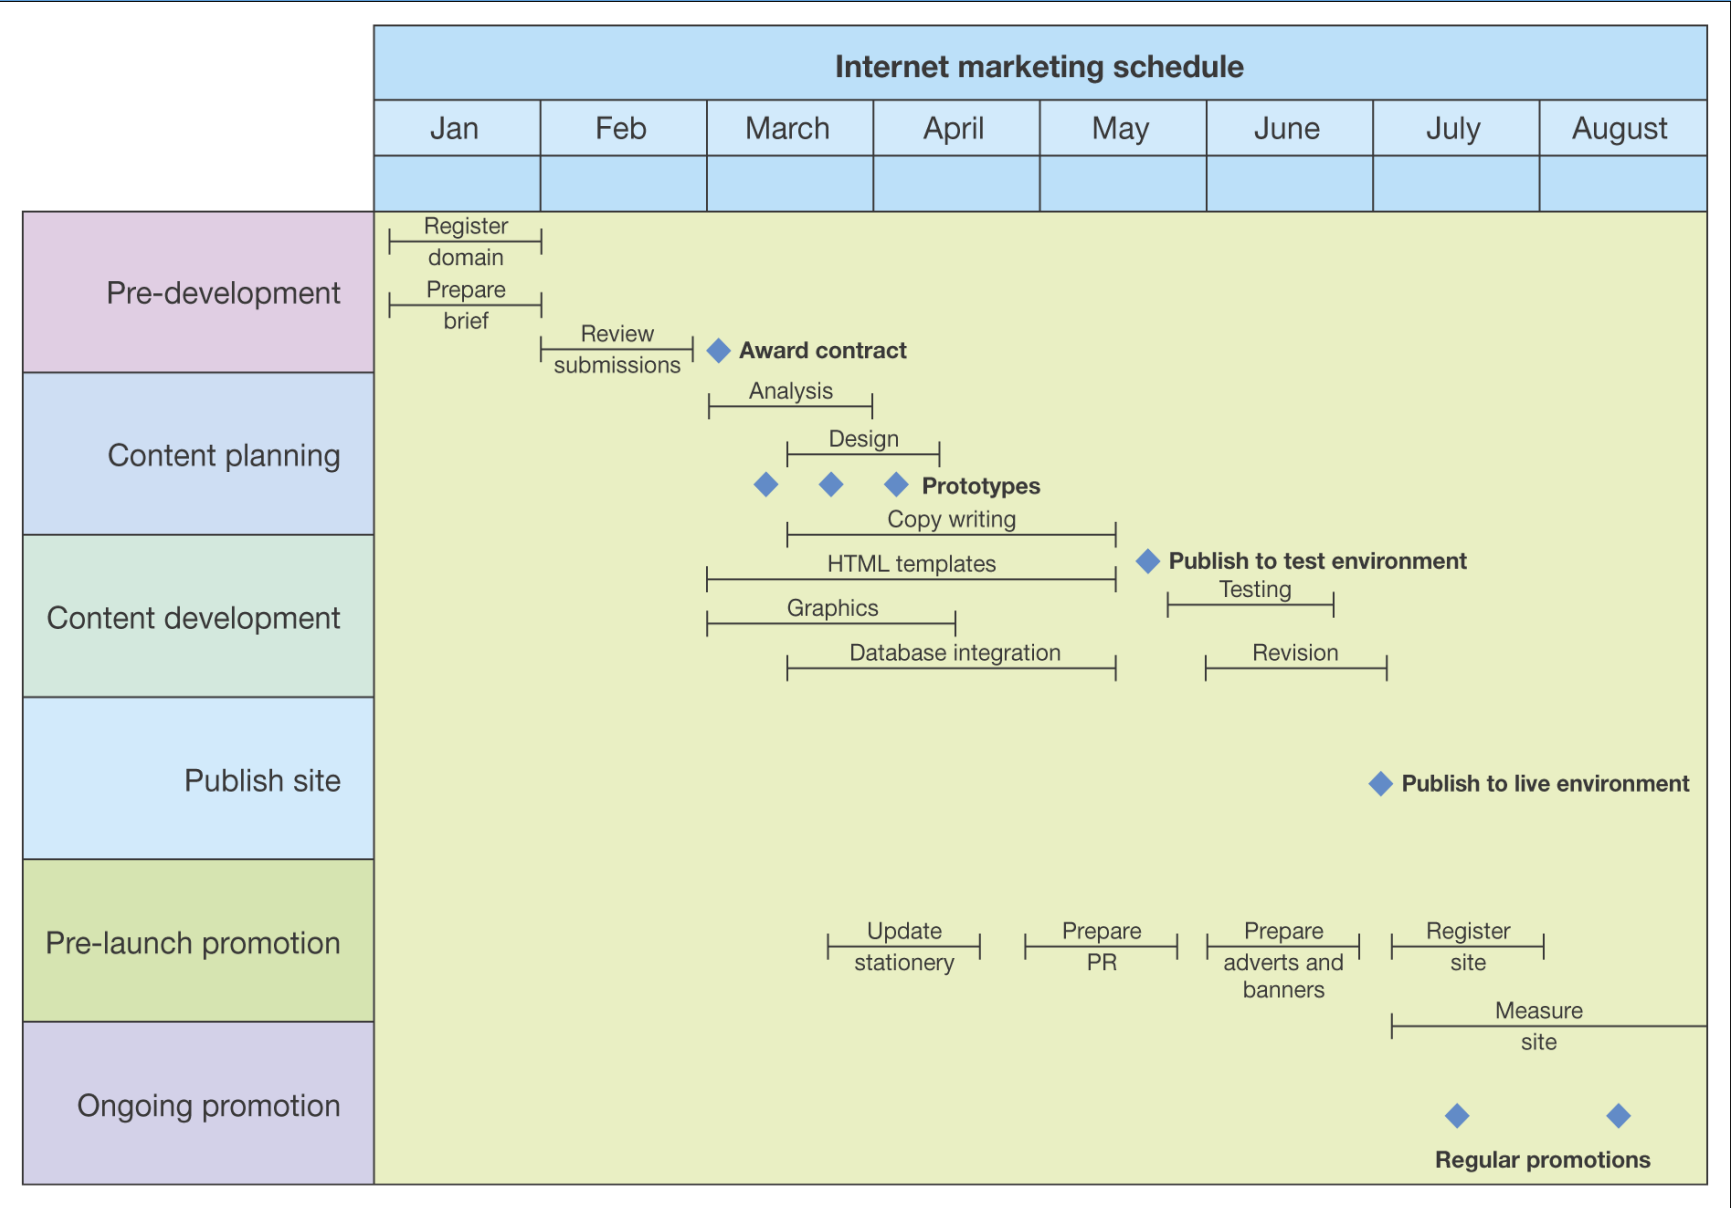 Internet marketing schedule
Jan Feb March April May June July August
Pre-development
Register
domain
Prepare
brief
Review
submissions
Award contract
Content planning
Analysis
Design
Prototypes
Copy writing
Content development
HTML templates
Publish to test environment
Testing
Graphics
Database integration
Revision
Publish site
Publish to live environment
Pre-launch promotion
Update
stationery
Prepare
PR
Prepare
adverts and
banners
Register
site
Measure
site
Ongoing promotion
Regular promotions